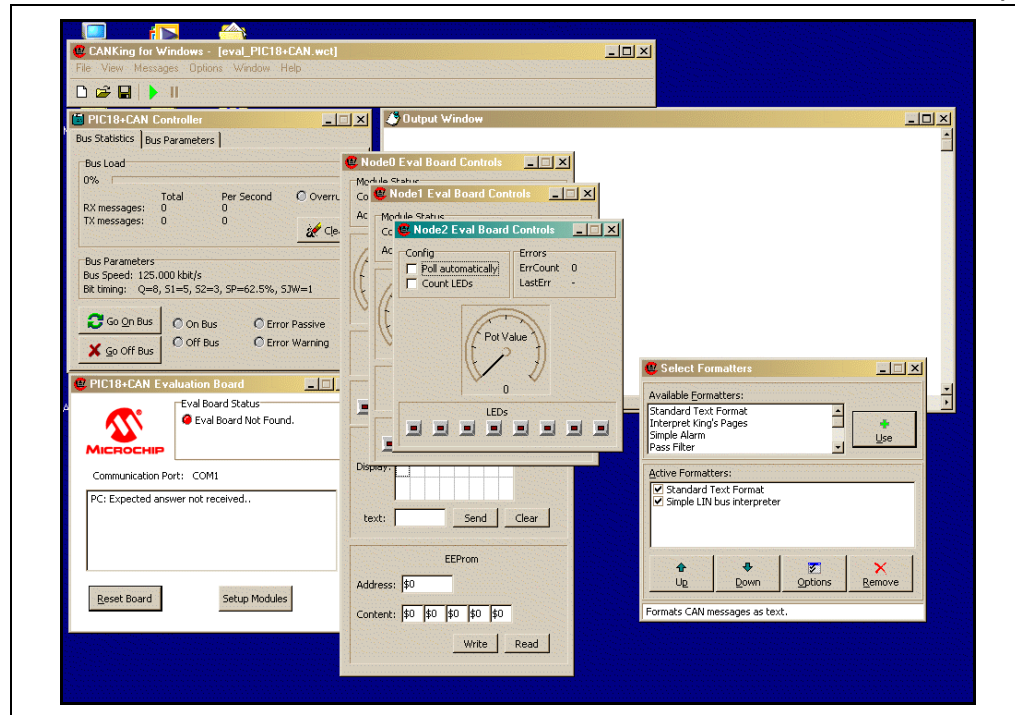 CANKing for Windows - [eval_PIC18+CAN.wct]
File View Messages Options Window Help
PIC18+CAN Controller
Bus Statistics Bus Parameters
Bus Load
0%
Total Per Second
RX messages: 0 0
TX messages: 0 0
Bus Parameters
Bus Speed: 125.000 kbit/s
Bit timing: Q=8, S1=5, S2=3, SP=62.5%, SJW=1
Go On Bus
Go Off Bus
On Bus Error Passive
Off Bus Error Warning
PIC18+CAN Evaluation Board
MICROCHIP
Eval Board Status
Eval Board Not Found.
Communication Port: COM1
PC: Expected answer not received..
Reset Board Setup Modules
Output Window
Node0 Eval Board Controls
Module Status
Node1 Eval Board Controls
Module Status
Node2 Eval Board Controls
Config
Poll automatically
Count LEDs
Errors
ErrCount 0
LastErr -
Pot Value
0
LEDs
Display:
text: Send Clear
EEProm
Address: $0
Content: $0 $0 $0 $0 $0
Write Read
Select Formatters
Available Formatters:
Standard Text Format
Interpret King's Pages
Simple Alarm
Pass Filter
Use
Active Formatters:
Standard Text Format
Simple LIN bus interpreter
Up Down Options Remove
Formats CAN messages as text.